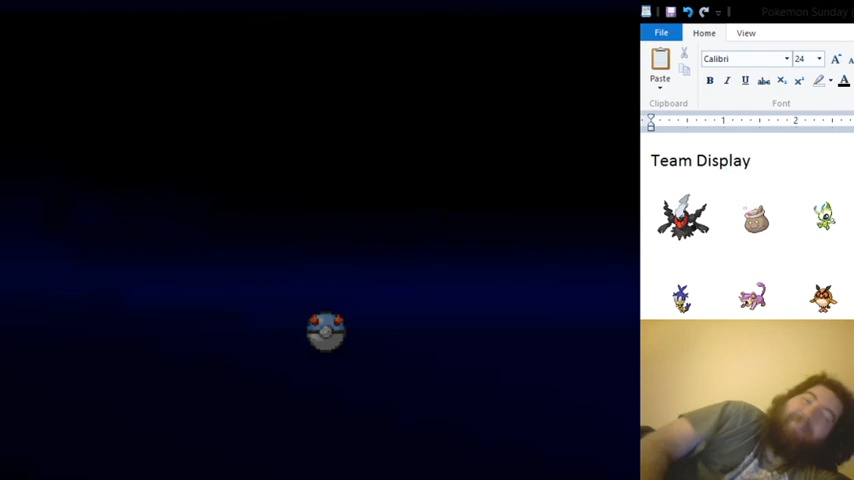 Pokemon Sunday
File Home View
Calibri 24 A A
Paste B I U abc X₂ X² A
Clipboard Font
1 2
Team Display